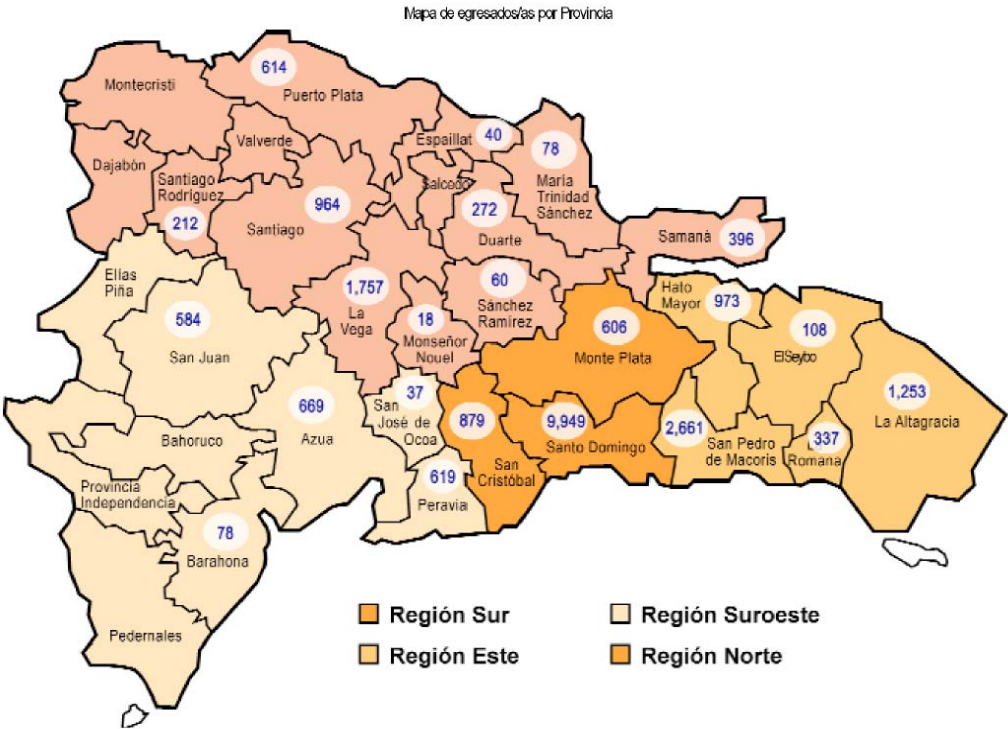 Mapa de egresados/as por Provincia
614
Puerto Plata
Montecristi
Valverde
Espaillat
40
78
María
Trinidad
Sánchez
Dajabón
Santiago
Rodríguez
212
964
Santiago
Salcedo
272
Duarte
Samaná
396
Elías
Piña
1,757
La
Vega
60
Sánchez
Ramírez
18
Monseñor
Nouel
Hato
Mayor
973
584
San Juan
606
Monte Plata
108
ElSeybo
1,253
La Altagracia
669
Azua
37
San
José de
Ocoa
879
San
Cristóbal
9,949
Santo Domingo
2,661
San Pedro
de Macoris
337
Romana
Bahoruco
Provincia
Independencia
619
Peravia
78
Barahona
Pedernales
Región Sur
Región Suroeste
Región Este
Región Norte